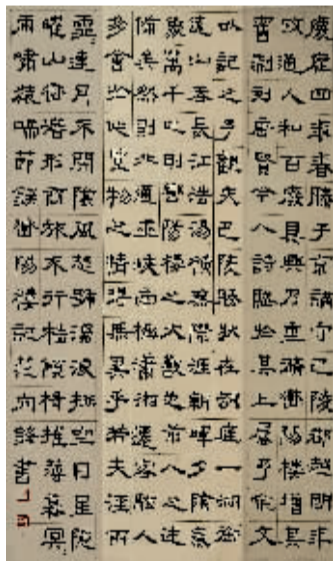 慶歷四年春滕子京謫守巴陵郡越明年
政通人和百廢具興乃重脩岳陽樓增其
舊制刻唐賢今人詩賦於其上屬予作文
以記之予觀夫巴陵勝狀在洞庭一湖銜
遠山吞長江浩湯橫無際涯朝暉夕陰氣
象萬千此則岳陽樓之大觀也前人之述
備矣然則北通巫峽南極瀟湘遷客騷人
多會於此覽物之情得無異乎若夫淫雨
霏連月不開陰風怒號濁浪排空日星隱
曜山岳潛形商旅不行檣傾楫摧薄暮冥
虎嘯猿啼節錄岳陽樓記向書